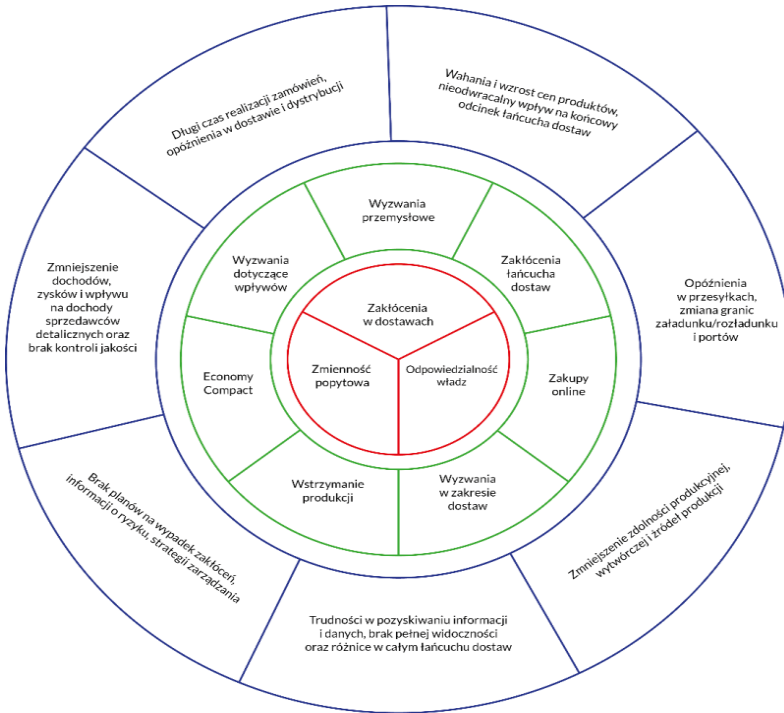 Długi czas realizacji zamówień,
opóźnienia w dostawie i dystrybucji
Wahania i wzrost cen produktów,
nieodwracalny wpływ na końcowy
odcinek łańcucha dostaw
Opóźnienia
w przesyłkach,
zmiana granic
załadunku/rozładunku
i portów
Zmniejszenie zdolności produkcyjnej,
wytwórczej i źródeł produkcji
Trudności w pozyskiwaniu informacji
i danych, brak pełnej widoczności
oraz różnice w całym łańcuchu dostaw
Brak planów na wypadek zakłóceń,
informacji o ryzyku, strategii zarządzania
Zmniejszenie
dochodów,
zysków i wpływu
na dochody
sprzedawców
detalicznych oraz
brak kontroli jakości
Wyzwania
przemysłowe
Zakłócenia
łańcucha
dostaw
Zakupy
online
Wyzwania
w zakresie
dostaw
Wstrzymanie
produkcji
Economy
Compact
Wyzwania
dotyczące
wpływów
Zakłócenia
w dostawach
Odpowiedzialność
władz
Zmienność
popytowa